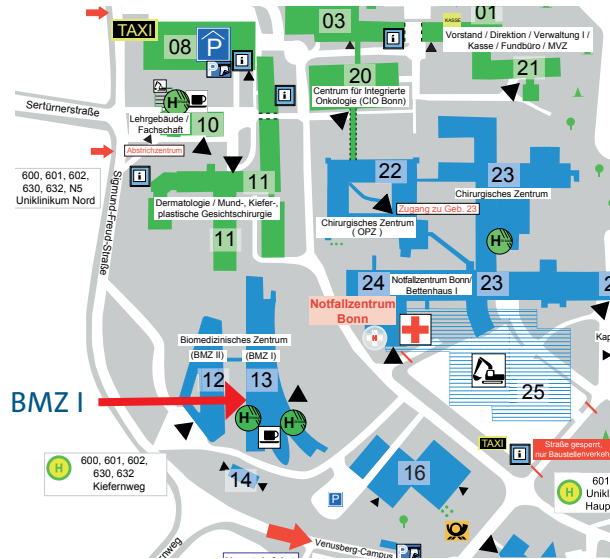 TAXI
08
P
P
i
03
i
KASSE
01
Vorstand / Direktion / Verwaltung I /
Kasse / Fundbüro / MVZ
20
Centrum für Integrierte
Onkologie (CIO Bonn)
21
i
Sertürnerstraße
H
Lehrgebäude /
Fachschaft
10
Abstrichzentrum
600, 601, 602,
630, 632, N5
Uniklinikum Nord
i
Sigmund-Freud-Straße
11
Dermatologie / Mund-, Kiefer-,
plastische Gesichtschirurgie
11
22
23
Chirurgisches Zentrum
Zugang zu Geb. 23
Chirurgisches Zentrum
( OPZ )
H
24
Notfallzentrum Bonn/
Bettenhaus I
23
2
Notfallzentrum
Bonn
H
Kap
Biomedizinisches Zentrum
(BMZ II)
(BMZ I)
12
13
25
BMZ I
H
H
TAXI
i
Straße gesperrt,
nur Baustellenverkehr
H
600, 601, 602,
630, 632
Kiefernweg
14
16
P
H
601
Unikl
Haup
Venusberg-Campus
P